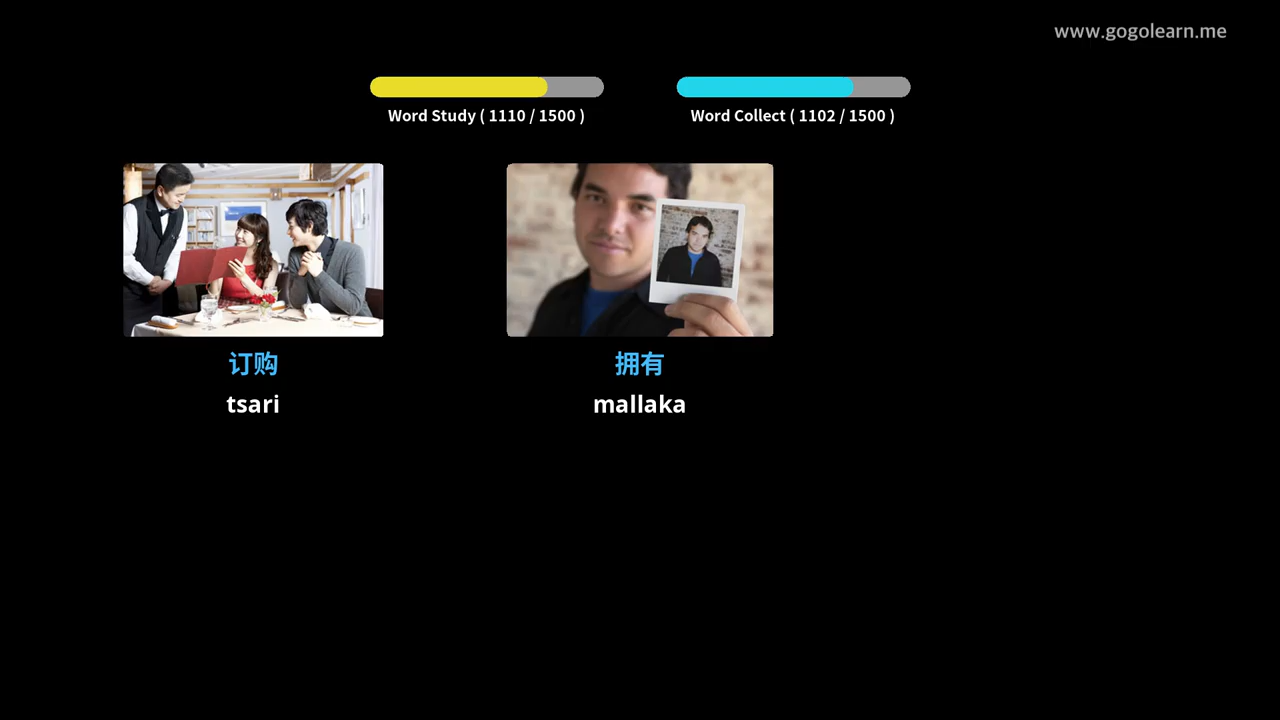 www.gogolearn.me
Word Study ( 1110 / 1500 )
Word Collect ( 1102 / 1500 )
订购
tsari
拥有
mallaka